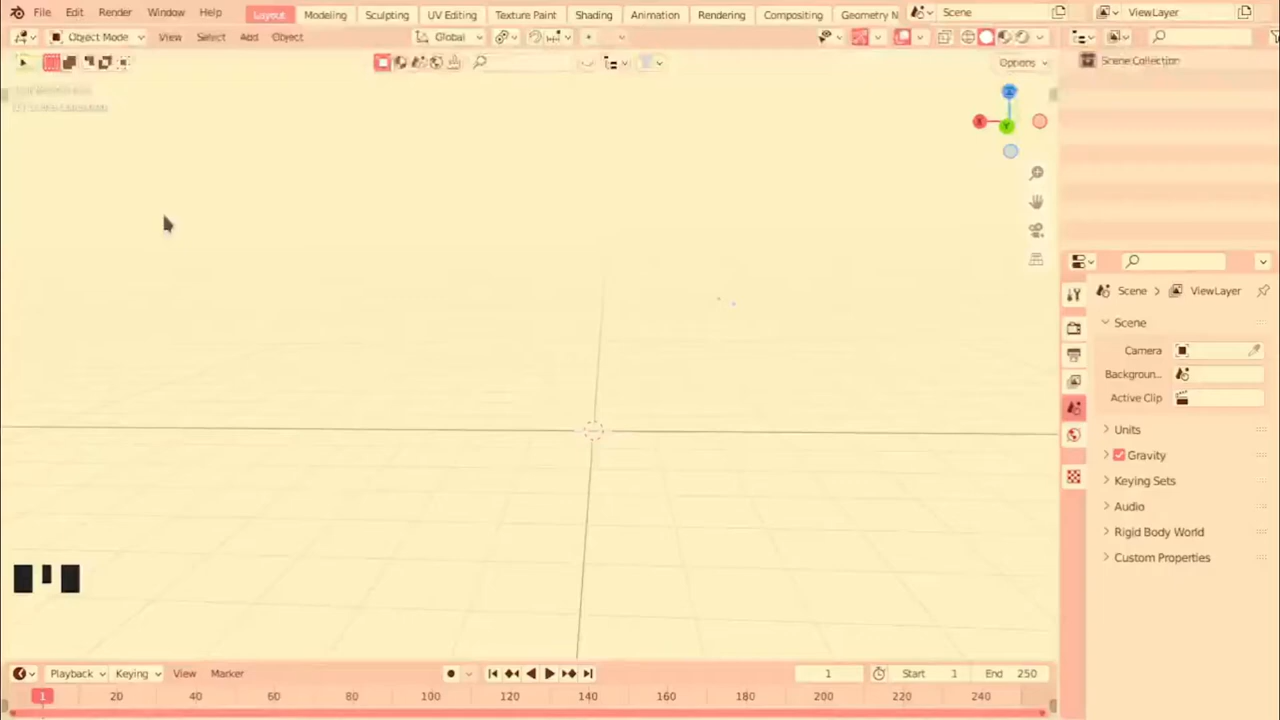 File Edit Render Window Help Layout Modeling Sculpting UV Editing Texture Paint Shading Animation Rendering Compositing Geometry N Scene ViewLayer
Object Mode View Select Add Object Global
Options
Scene Collection
Scene > ViewLayer
Scene
Camera
Backgroun...
Active Clip
Units
Gravity
Keying Sets
Audio
Rigid Body World
Custom Properties
Playback Keying View Marker 1 Start 1 End 250
1 20 40 60 80 100 120 140 160 180 200 220 240